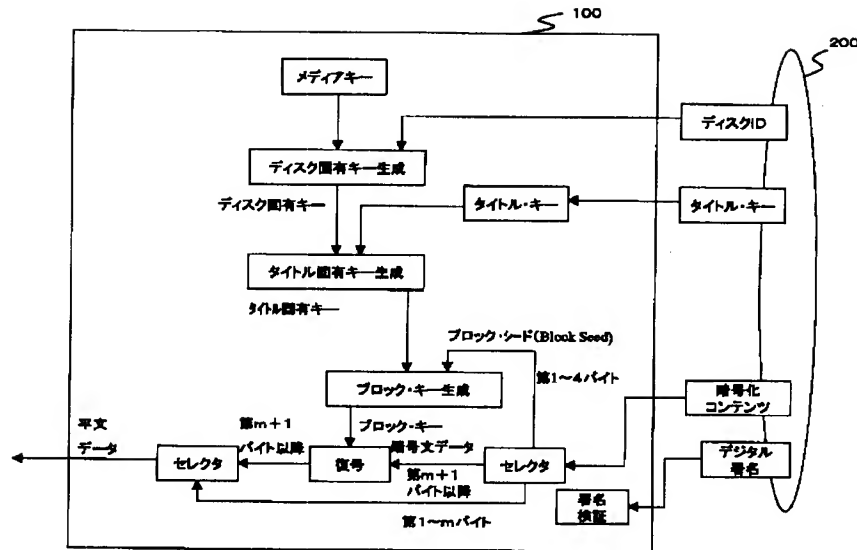 100
200
メディアキー
ディスクID
ディスク固有キー生成
ディスク固有キー
タイトル・キー
タイトル・キー
タイトル固有キー生成
タイトル固有キー
ブロック・シード(Block Seed)
第1〜4バイト
ブロック・キー生成
暗号化
コンテンツ
平文
データ
第m+1
バイト以降
ブロック・キー
暗号文データ
セレクタ
復号
セレクタ
第m+1
バイト以降
第1〜mバイト
デジタル
署名
署名
検証